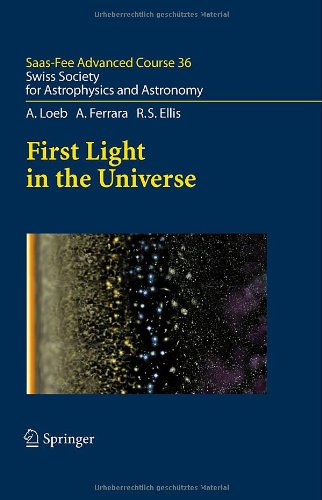 Urheberrechtlich geschütztes Material
Saas-Fee Advanced Course 36
Swiss Society
for Astrophysics and Astronomy
A. Loeb A. Ferrara R.S. Ellis
First Light
in the Universe
Springer
Urheberrechtlich geschütztes Material